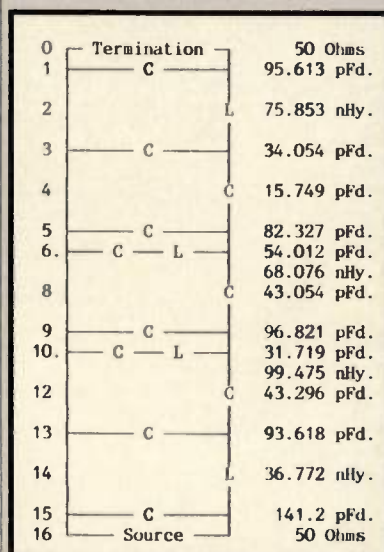 0 Termination 50 Ohms
1 C 95.613 pFd.
2 L 75.853 nHy.
3 C 34.054 pFd.
4 C 15.749 pFd.
5 C 82.327 pFd.
6. C L 54.012 pFd.
68.076 nHy.
8 C 43.054 pFd.
9 C 96.821 pFd.
10. C L 31.719 pFd.
99.475 nHy.
12 C 43.296 pFd.
13 C 93.618 pFd.
14 L 36.772 nHy.
15 C 141.2 pFd.
16 Source 50 Ohms